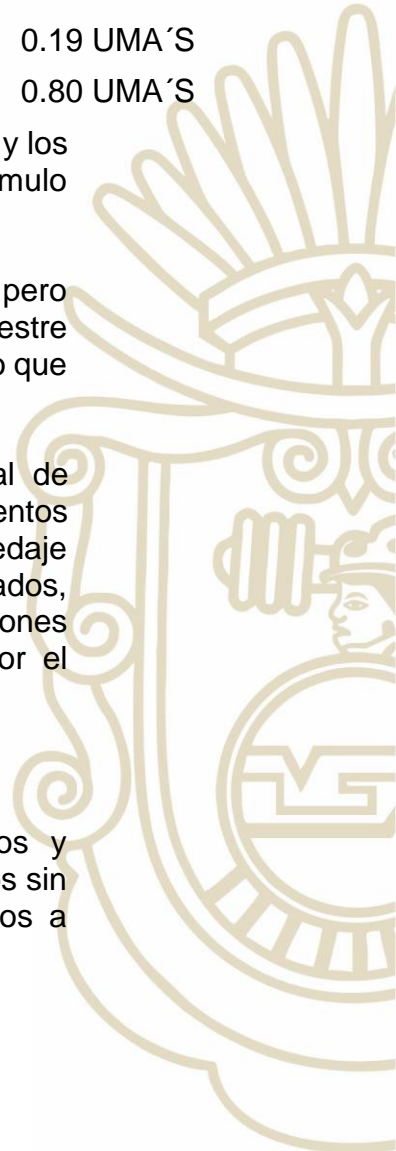 0.19 UMA´S
0.80 UMA´S
y los
mulo
pero
estre
o que
al de
entos
edaje
ados,
ones
or el
os y
s sin
os a